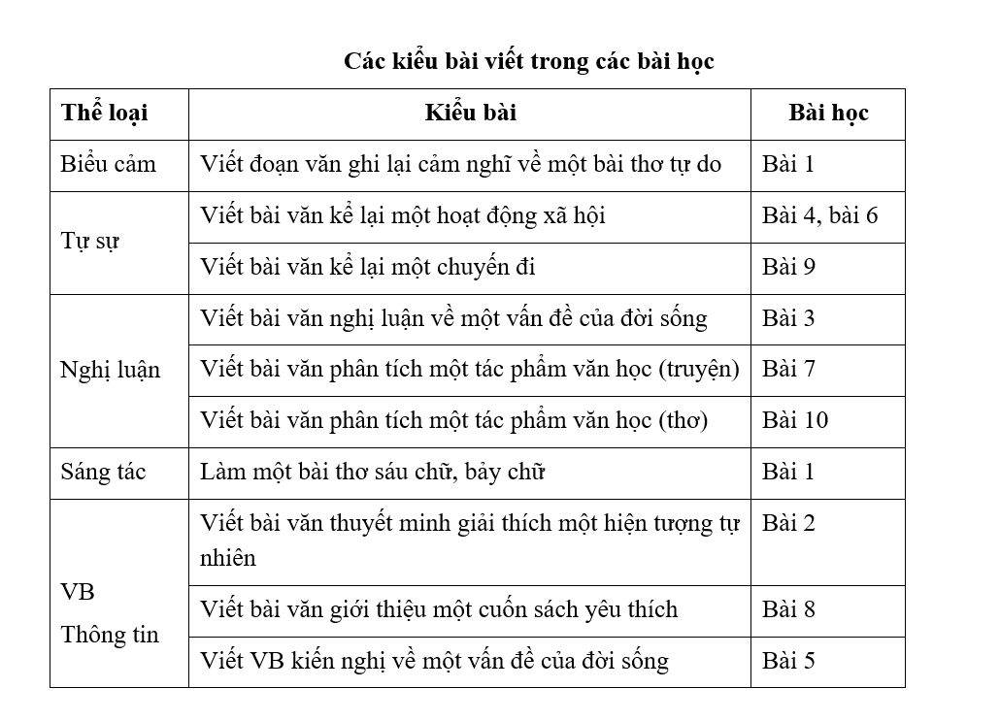 Các kiểu bài viết trong các bài học
Thể loại Kiểu bài Bài học
Biểu cảm Viết đoạn văn ghi lại cảm nghĩ về một bài thơ tự do Bài 1
Tự sự
Viết bài văn kể lại một hoạt động xã hội Bài 4, bài 6
Viết bài văn kể lại một chuyến đi Bài 9
Nghị luận
Viết bài văn nghị luận về một vấn đề của đời sống Bài 3
Viết bài văn phân tích một tác phẩm văn học (truyện) Bài 7
Viết bài văn phân tích một tác phẩm văn học (thơ) Bài 10
Sáng tác Làm một bài thơ sáu chữ, bảy chữ Bài 1
VB
Thông tin
Viết bài văn thuyết minh giải thích một hiện tượng tự Bài 2
nhiên
Viết bài văn giới thiệu một cuốn sách yêu thích Bài 8
Viết VB kiến nghị về một vấn đề của đời sống Bài 5